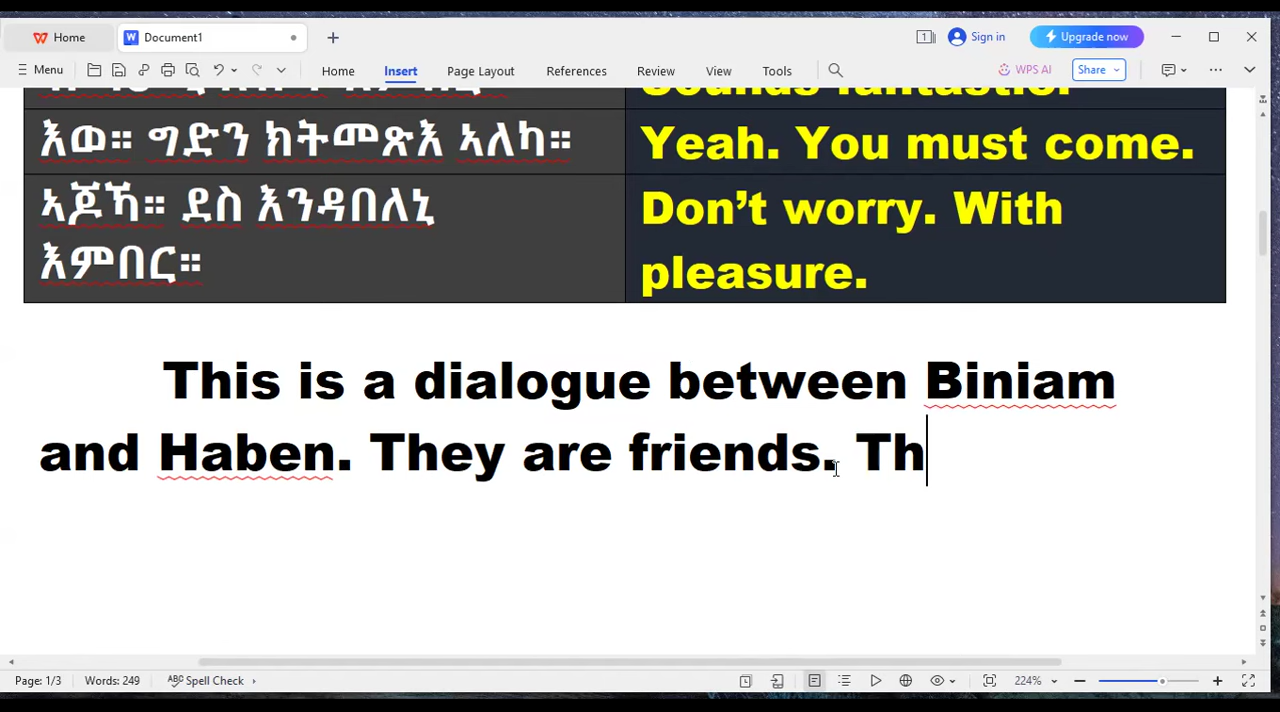 Home
Document1
1
Sign in
Upgrade now
Menu
Home
Insert
Page Layout
References
Review
View
Tools
WPS AI
Share
እወ። ግድን ክትመጽእ ኣለካ።
Yeah. You must come.
ኣጆኻ። ደስ እንዳበለኒ
እምበር።
Don’t worry. With
pleasure.
This is a dialogue between Biniam
and Haben. They are friends. Th
Page: 1/3
Words: 249
Spell Check
224%